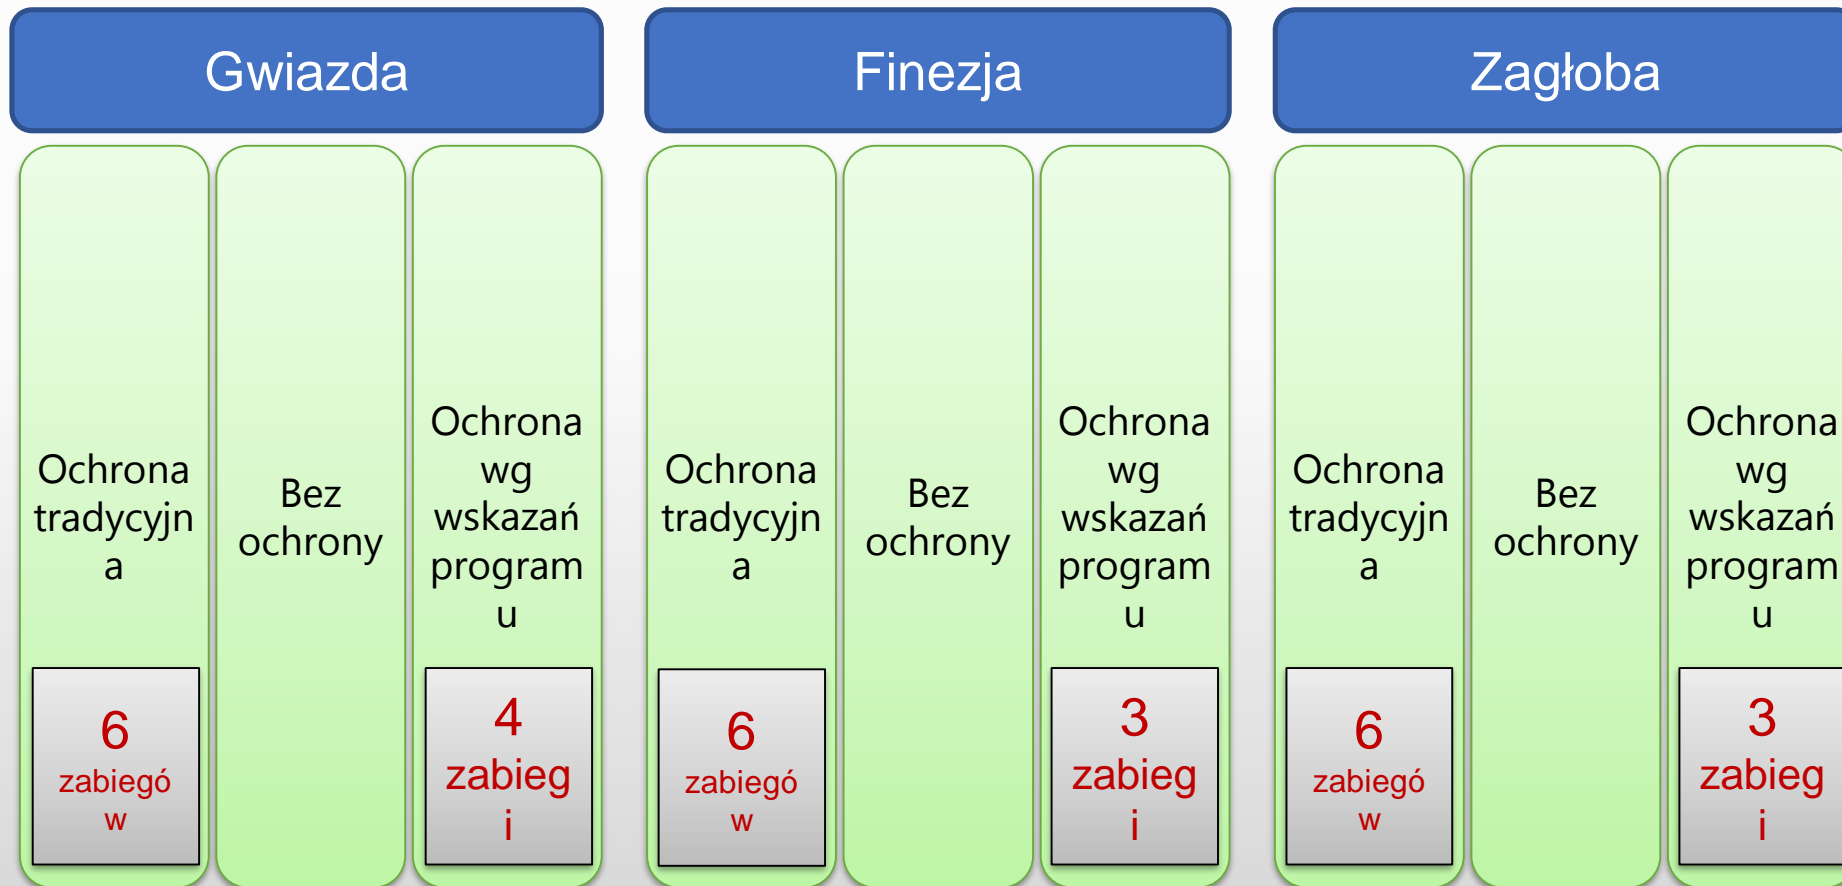 Gwiazda
Ochrona
tradycyjn
a
6
zabiegó
w
Bez
ochrony
Ochrona
wg
wskazań
program
u
4
zabieg
i
Finezja
Ochrona
tradycyjn
a
6
zabiegó
w
Bez
ochrony
Ochrona
wg
wskazań
program
u
3
zabieg
i
Zagłoba
Ochrona
tradycyjn
a
6
zabiegó
w
Bez
ochrony
Ochrona
wg
wskazań
program
u
3
zabieg
i